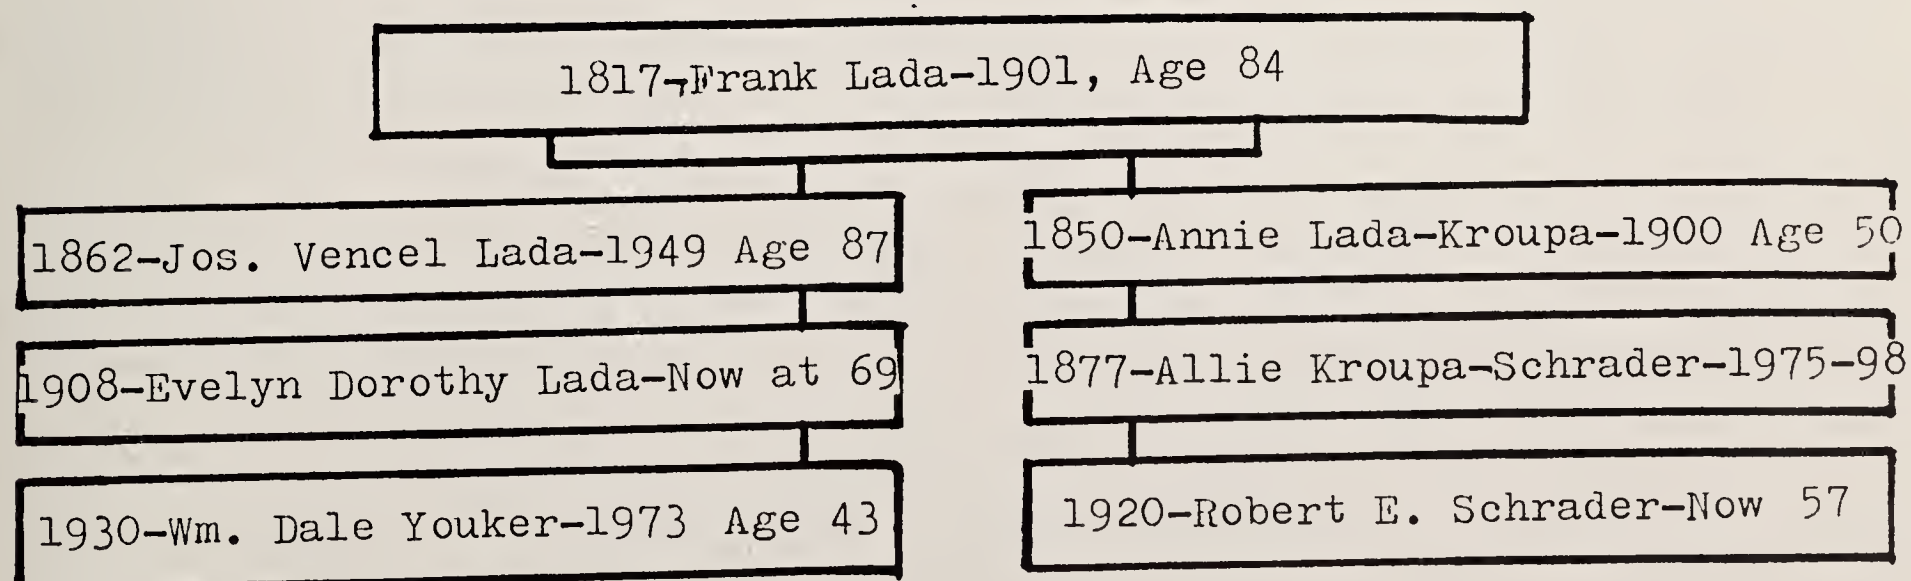 1817-Frank Lada-1901, Age 84
1862-Jos. Vencel Lada-1949 Age 87
1850-Annie Lada-Kroupa-1900 Age 50
1908-Evelyn Dorothy Lada-Now at 69
1877-Allie Kroupa-Schrader-1975-98
1930-Wm. Dale Youker-1973 Age 43
1920-Robert E. Schrader-Now 57